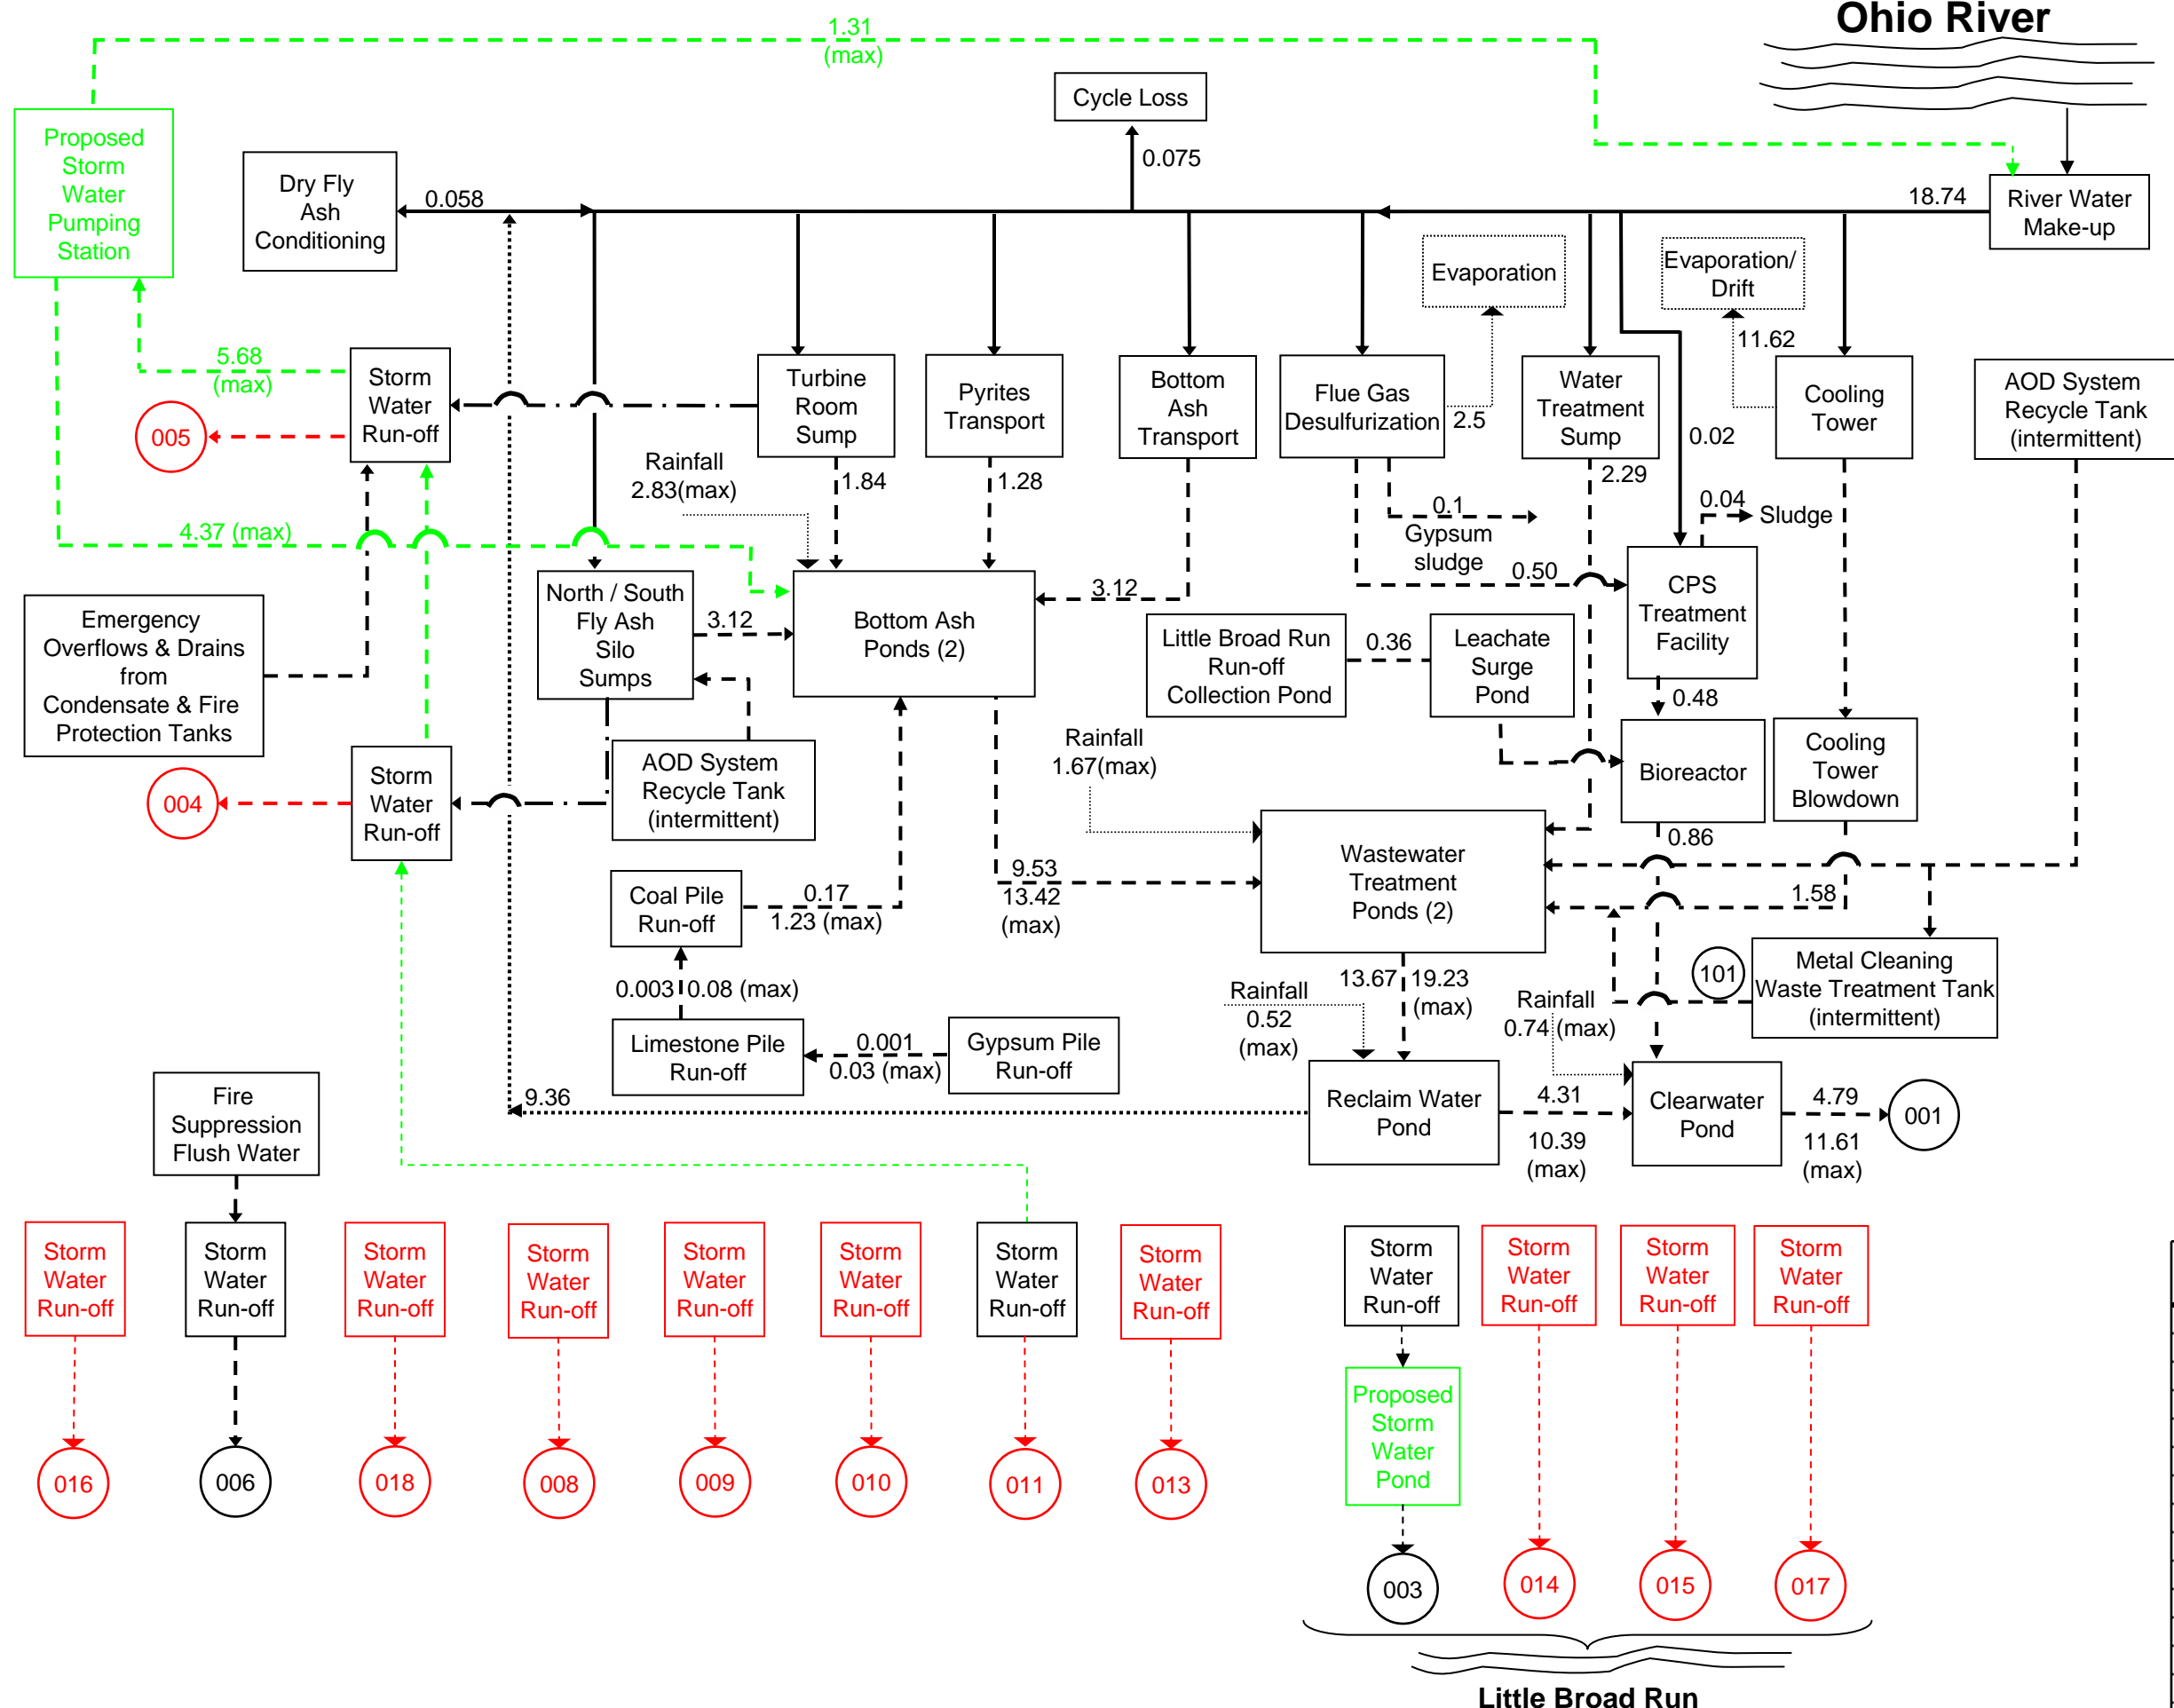 Ohio River
1.31
(max)
Cycle Loss
0.075
Proposed
Storm
Water
Pumping
Station
Dry Fly
Ash
Conditioning
0.058
18.74
River Water
Make-up
Evaporation
Evaporation/
Drift
11.62
5.68
(max)
Storm
Water
Run-off
005
Turbine
Room
Sump
Pyrites
Transport
Bottom
Ash
Transport
Flue Gas
Desulfurization
2.5
Water
Treatment
Sump
0.02
Cooling
Tower
AOD System
Recycle Tank
(intermittent)
Rainfall
2.83(max)
1.84
1.28
2.29
0.1
Gypsum
sludge
0.04
Sludge
4.37 (max)
0.50
3.12
North / South
Fly Ash
Silo
Sumps
3.12
Bottom Ash
Ponds (2)
CPS
Treatment
Facility
Emergency
Overflows & Drains
from
Condensate & Fire
Protection Tanks
Little Broad Run
Run-off
Collection Pond
0.36
Leachate
Surge
Pond
0.48
Rainfall
1.67(max)
Bioreactor
Cooling
Tower
Blowdown
004
Storm
Water
Run-off
AOD System
Recycle Tank
(intermittent)
0.86
Wastewater
Treatment
Ponds (2)
Coal Pile
Run-off
0.17
1.23 (max)
9.53
13.42
(max)
1.58
101
Metal Cleaning
Waste Treatment Tank
(intermittent)
0.003
0.08 (max)
13.67
19.23
(max)
Rainfall
0.52
(max)
Rainfall
0.74 (max)
Limestone Pile
Run-off
0.001
0.03 (max)
Gypsum Pile
Run-off
9.36
Reclaim Water
Pond
4.31
10.39
(max)
Clearwater
Pond
4.79
11.61
(max)
001
Fire
Suppression
Flush Water
Storm
Water
Run-off
Storm
Water
Run-off
Storm
Water
Run-off
Storm
Water
Run-off
Storm
Water
Run-off
Storm
Water
Run-off
Storm
Water
Run-off
Storm
Water
Run-off
Storm
Water
Run-off
Storm
Water
Run-off
Storm
Water
Run-off
Storm
Water
Run-off
Proposed
Storm
Water
Pond
016
006
018
008
009
010
011
013
003
014
015
017
Little Broad Run